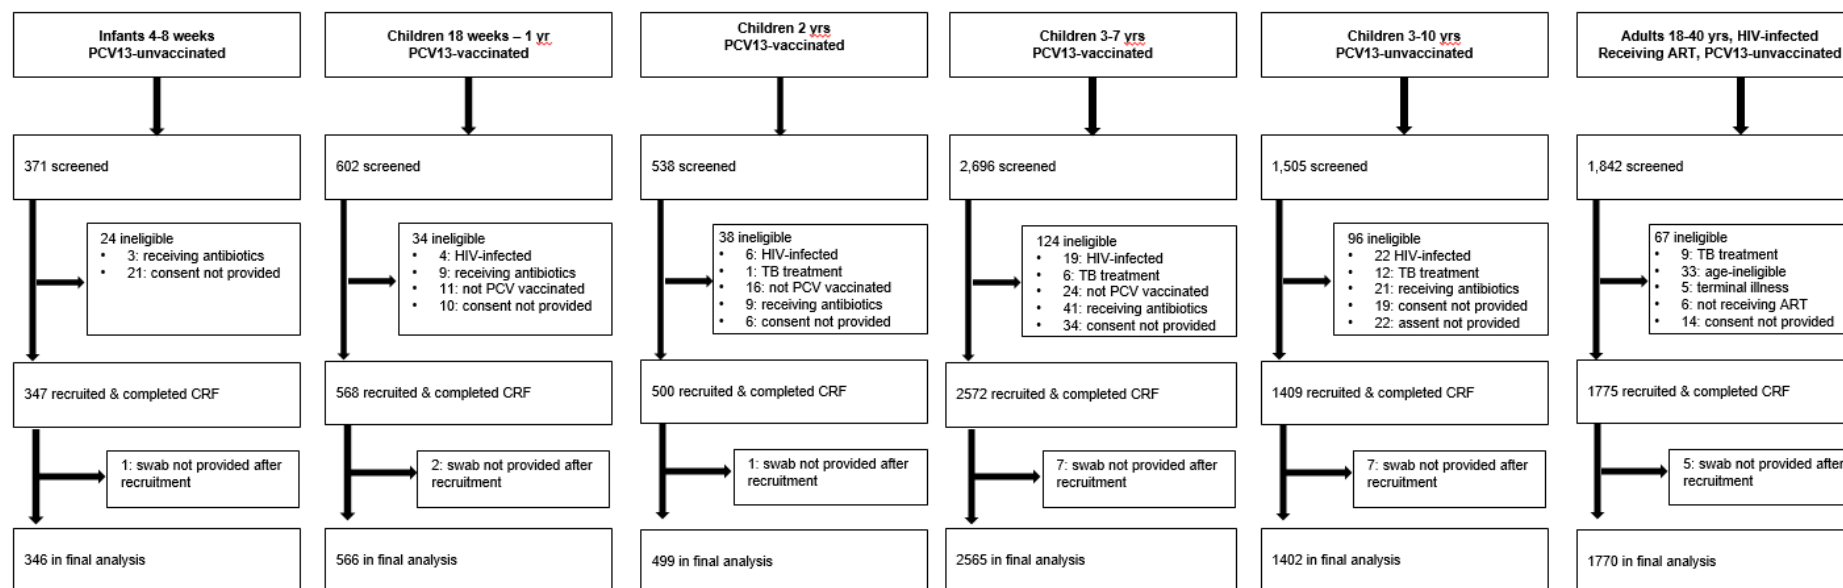 Infants 4-8 weeks
PCV13-unvaccinated
371 screened
24 ineligible
• 3: receiving antibiotics
• 21: consent not provided
347 recruited & completed CRF
1: swab not provided after
recruitment
346 in final analysis
Children 18 weeks – 1 yr
PCV13-vaccinated
602 screened
34 ineligible
• 4: HIV-infected
• 9: receiving antibiotics
• 11: not PCV vaccinated
• 10: consent not provided
568 recruited & completed CRF
2: swab not provided after
recruitment
566 in final analysis
Children 2 yrs
PCV13-vaccinated
538 screened
38 ineligible
• 6: HIV-infected
• 1: TB treatment
• 16: not PCV vaccinated
• 9: receiving antibiotics
• 6: consent not provided
500 recruited & completed CRF
1: swab not provided after
recruitment
499 in final analysis
Children 3-7 yrs
PCV13-vaccinated
2,696 screened
124 ineligible
• 19: HIV-infected
• 6: TB treatment
• 24: not PCV vaccinated
• 41: receiving antibiotics
• 34: consent not provided
2572 recruited & completed CRF
7: swab not provided after
recruitment
2565 in final analysis
Children 3-10 yrs
PCV13-unvaccinated
1,505 screened
96 ineligible
• 22 HIV-infected
• 12: TB treatment
• 21: receiving antibiotics
• 19: consent not provided
• 22: assent not provided
1409 recruited & completed CRF
7: swab not provided after
recruitment
1402 in final analysis
Adults 18-40 yrs, HIV-infected
Receiving ART, PCV13-unvaccinated
1,842 screened
67 ineligible
• 9: TB treatment
• 33: age-ineligible
• 5: terminal illness
• 6: not receiving ART
• 14: consent not provided
1775 recruited & completed CRF
5: swab not provided after
recruitment
1770 in final analysis